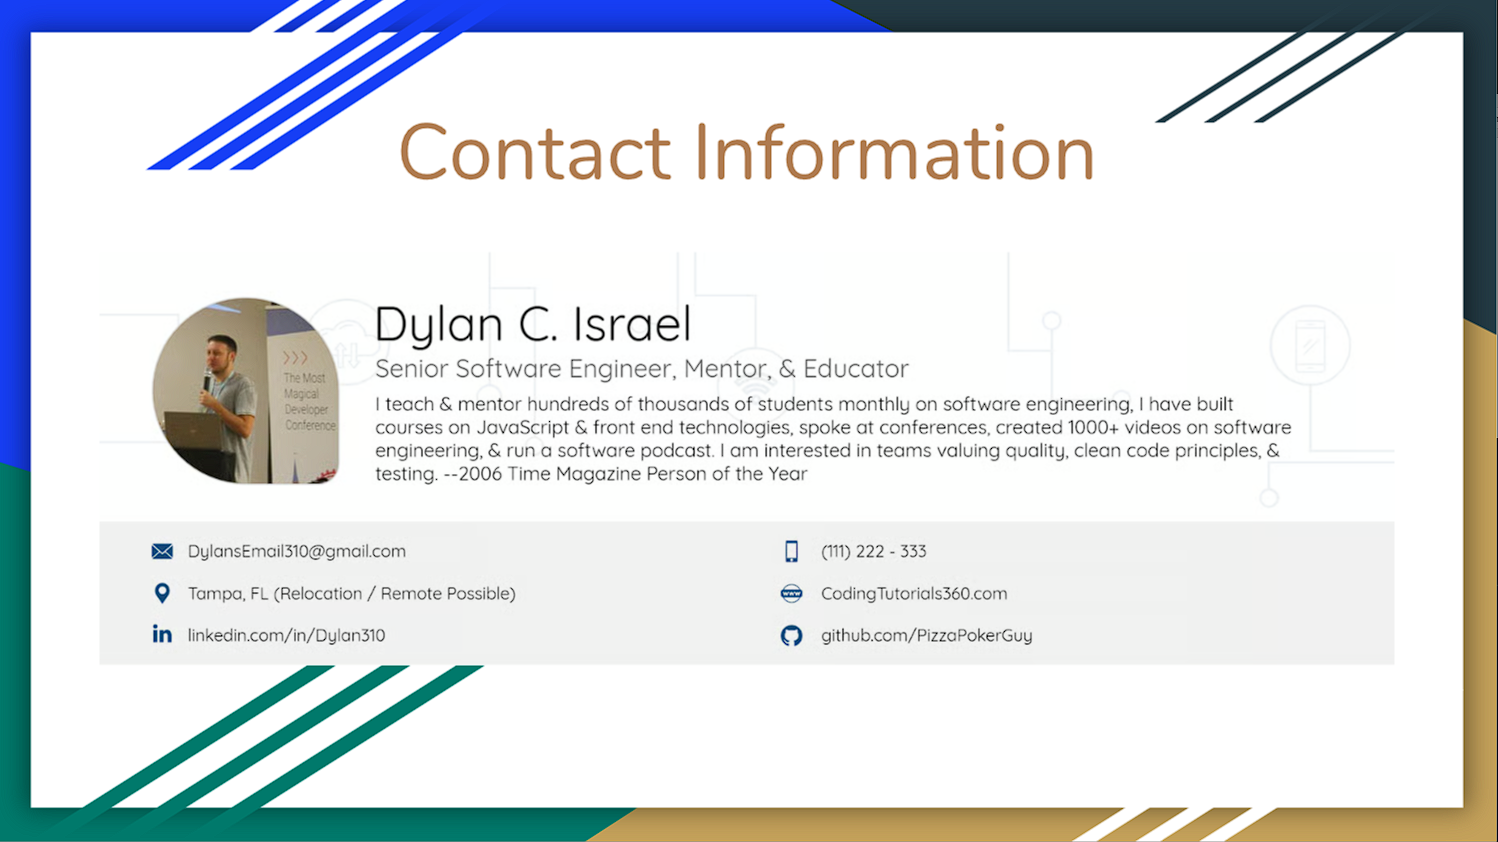 Contact Information
Dylan C. Israel
Senior Software Engineer, Mentor, & Educator
I teach & mentor hundreds of thousands of students monthly on software engineering, I have built
courses on JavaScript & front end technologies, spoke at conferences, created 1000+ videos on software
engineering, & run a software podcast. I am interested in teams valuing quality, clean code principles, &
testing. --2006 Time Magazine Person of the Year
>>>
The Most
Magical
Developer
Conference
DylansEmail310@gmail.com
(111) 222 - 333
Tampa, FL (Relocation / Remote Possible)
www
CodingTutorials360.com
in
linkedin.com/in/Dylan310
github.com/PizzaPokerGuy